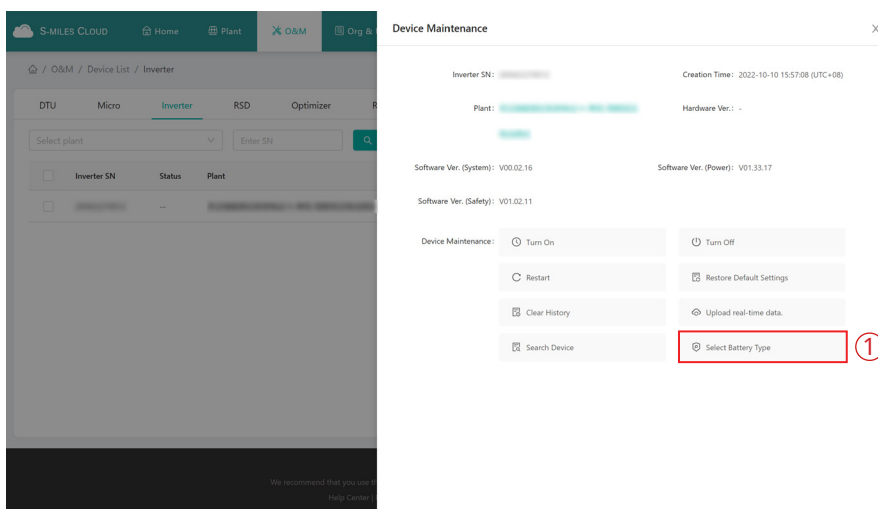 S-MILES CLOUD
Home
Plant
O&M
Org &
/ O&M / Device List / Inverter
DTU
Micro
Inverter
RSD
Optimizer
R
Select plant
Enter SN
Inverter SN
Status
Plant
--
We recommend that you use th
Help Center |
Device Maintenance
Inverter SN:
Creation Time: 2022-10-10 15:57:08 (UTC+08)
Plant:
Hardware Ver.: -
Software Ver. (System): V00.02.16
Software Ver. (Power): V01.33.17
Software Ver. (Safety): V01.02.11
Device Maintenance:
Turn On
Turn Off
Restart
Restore Default Settings
Clear History
Upload real-time data.
Search Device
Select Battery Type
①